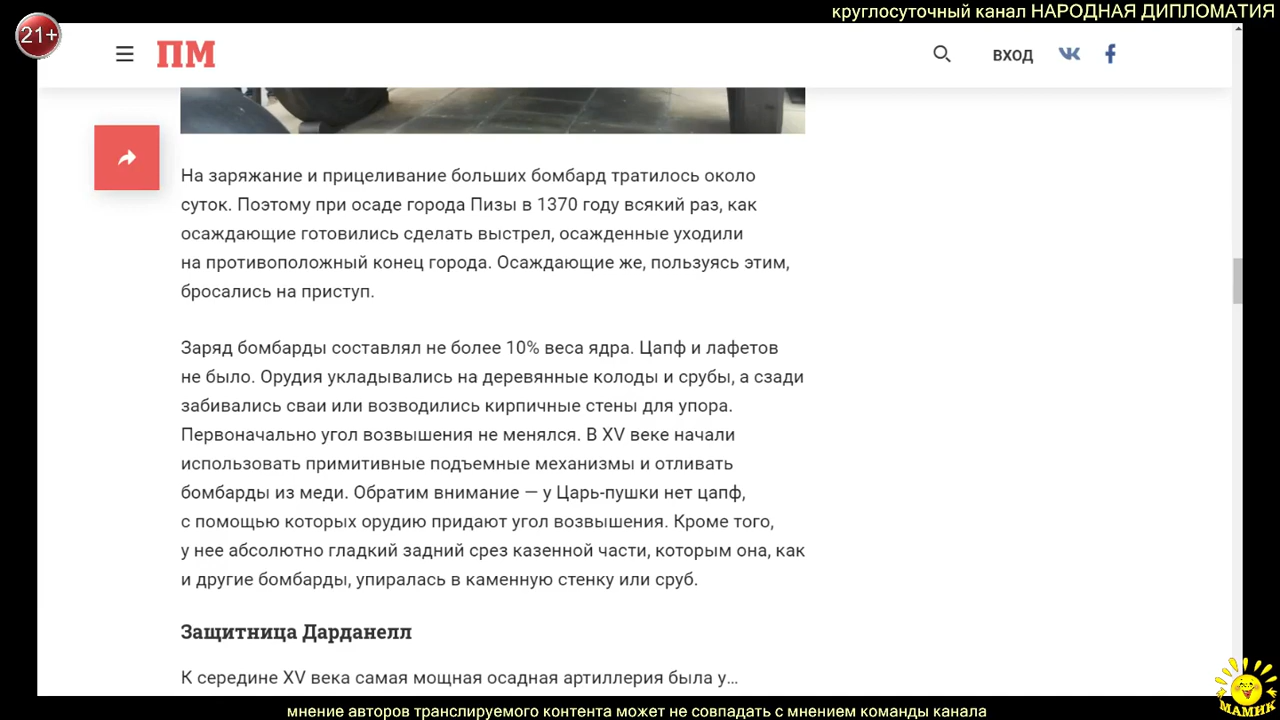 круглосуточный канал НАРОДНАЯ ДИПЛОМАТИЯ
21+
ПМ
ВХОД
На заряжание и прицеливание больших бомбард тратилось около
суток. Поэтому при осаде города Пизы в 1370 году всякий раз, как
осаждающие готовились сделать выстрел, осажденные уходили
на противоположный конец города. Осаждающие же, пользуясь этим,
бросались на приступ.
Заряд бомбарды составлял не более 10% веса ядра. Цапф и лафетов
не было. Орудия укладывались на деревянные колоды и срубы, а сзади
забивались сваи или возводились кирпичные стены для упора.
Первоначально угол возвышения не менялся. В XV веке начали
использовать примитивные подъемные механизмы и отливать
бомбарды из меди. Обратим внимание — у Царь-пушки нет цапф,
с помощью которых орудию придают угол возвышения. Кроме того,
у нее абсолютно гладкий задний срез казенной части, которым она, как
и другие бомбарды, упиралась в каменную стенку или сруб.
Защитница Дарданелл
К середине XV века самая мощная осадная артиллерия была у…
МАМИК
мнение авторов транслируемого контента может не совпадать с мнением команды канала